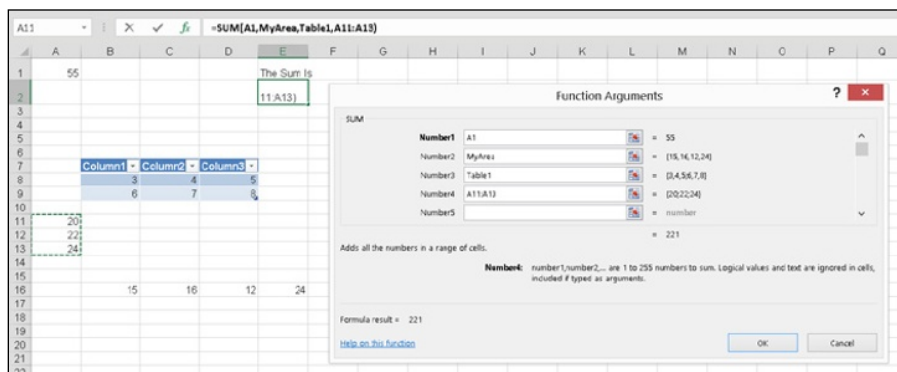 A11 fx =SUM(A1,MyArea,Table1,A11:A13)
A B C D E F G H I J K L M N O P Q
1 55 The Sum Is
2 11:A13)
3
4
5
6
7 Column1 Column2 Column3
8 3 4 5
9 6 7 8
10
11 20
12 22
13 24
14
15
16 15 16 12 24
17
18
19
20
21
22
Function Arguments ? ×
SUM
Number1 A1 = 55
Number2 MyArea = {15,16,12,24}
Number3 Table1 = {3,4,5;6,7,8}
Number4 A11:A13 = {20;22;24}
Number5 = number
= 221
Adds all the numbers in a range of cells.
Number4: number1,number2,... are 1 to 255 numbers to sum. Logical values and text are ignored in cells,
included if typed as arguments.
Formula result = 221
Help on this function OK Cancel